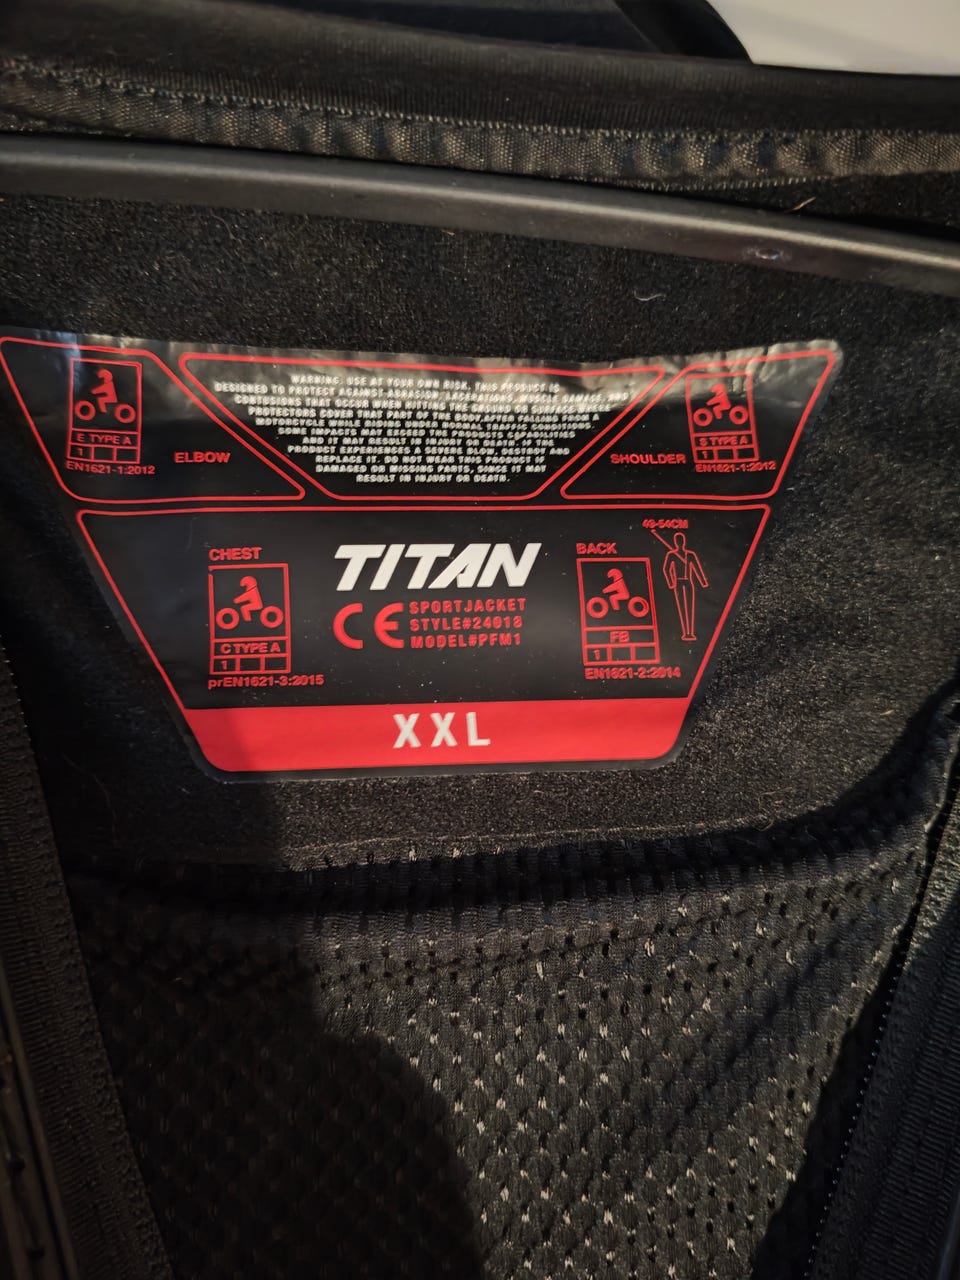 E TYPE A
1
EN1621-1:2012
ELBOW
WARNING: USE AT YOUR OWN RISK. THIS PRODUCT IS
DESIGNED TO PROTECT AGAINST ABRASION, LACERATIONS, MUSCLE DAMAGE, AND
CONTUSIONS THAT OCCUR WHEN HITTING THE GROUND OR SURFACE
PROTECTORS COVER THAT PART OF THE BODY AFTER FALLS FROM A
MOTORCYCLE WHILE RIDING UNDER NORMAL TRAFFIC CONDITIONS.
SOME IMPACTS MAY EXCEED THE PRODUCTS CAPABILITIES
AND IT MAY RESULT IN INJURY OR DEATH. IF THE
PRODUCT EXPERIENCES A SEVERE BLOW, DESTROY AND
REPLACE IT. DO NOT WEAR THIS PRODUCT IF
DAMAGED OR MISSING PARTS, SINCE IT MAY
RESULT IN INJURY OR DEATH.
SHOULDER
S TYPE A
1
EN1621-1:2012
CHEST
C TYPE A
1
prEN1621-3:2015
TITAN
CE
SPORTJACKET
STYLE#24018
MODEL#PFM1
BACK
FB
1
EN1621-2:2014
49-54CM
XXL